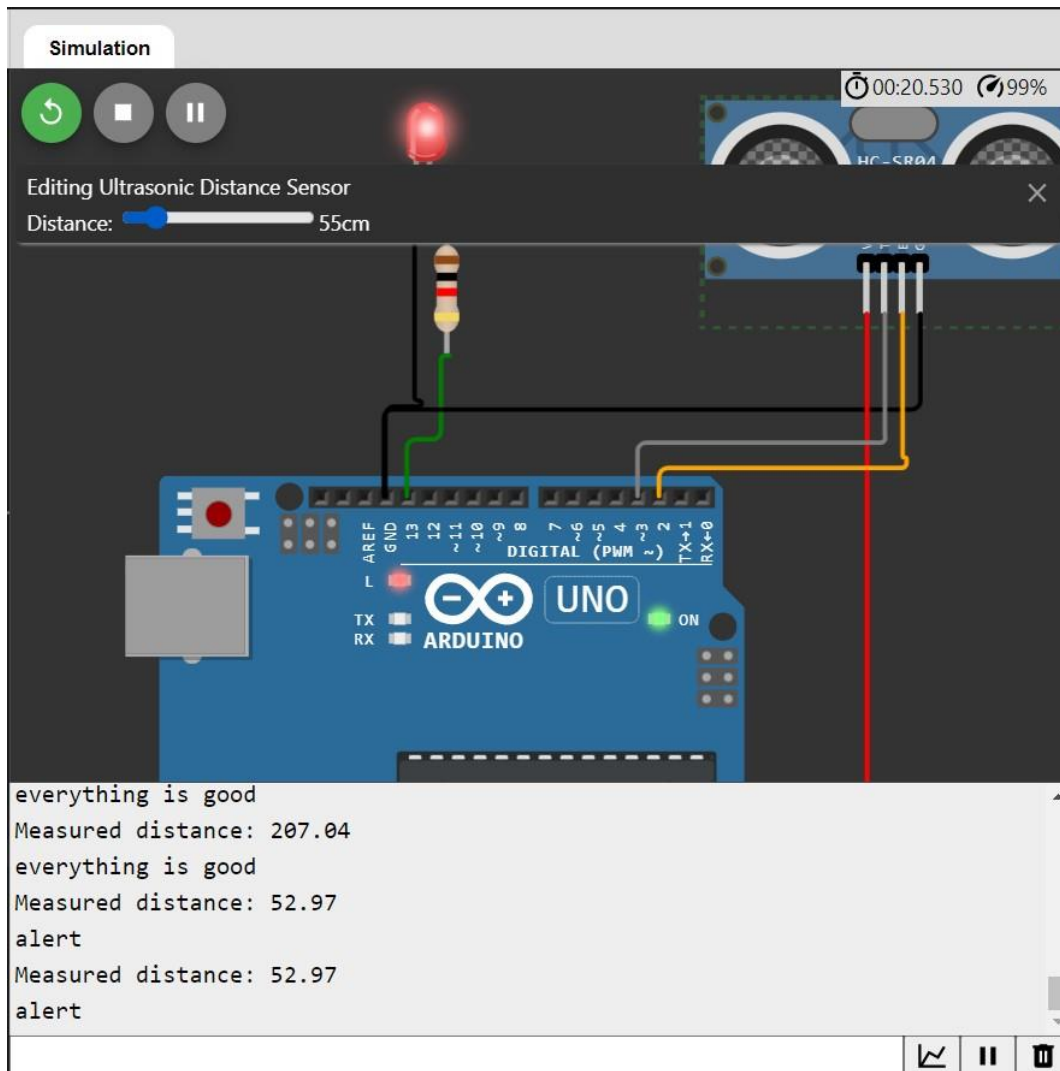 Simulation
00:20.530 99%
HC-SR04
Editing Ultrasonic Distance Sensor
Distance: 55cm
AREF
GND
13
12
~11
~10
~9
8
7
~6
~5
4
~3
2
TX→1
RX←0
DIGITAL (PWM ~)
L
TX
RX
UNO
ON
ARDUINO
everything is good
Measured distance: 207.04
everything is good
Measured distance: 52.97
alert
Measured distance: 52.97
alert